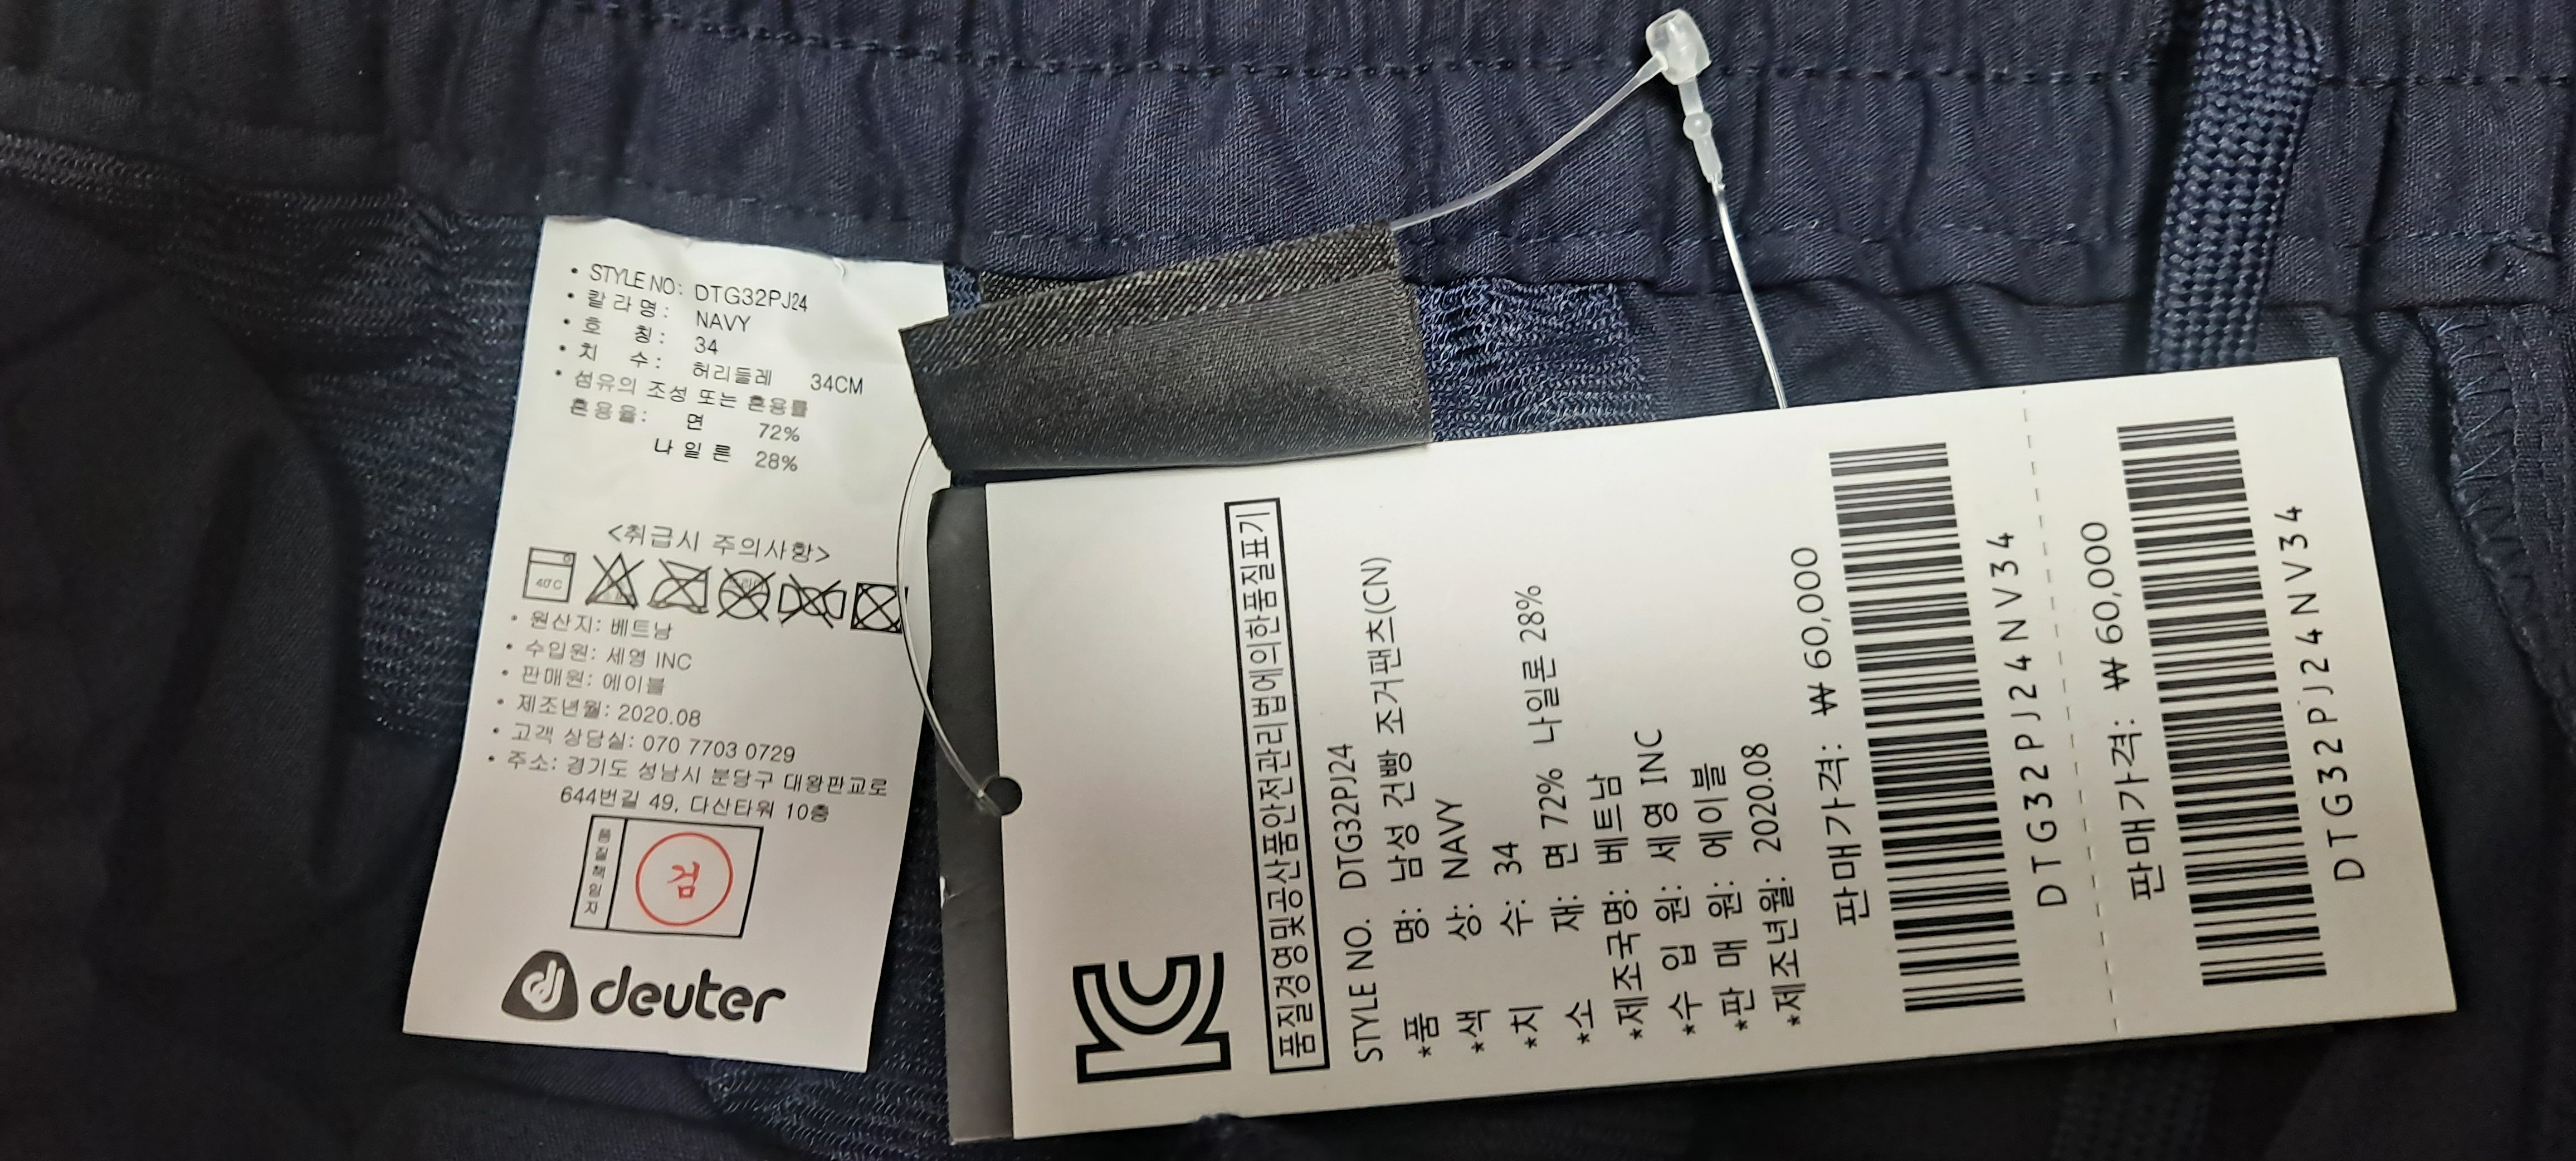 • STYLE NO: DTG32PJ24
• 칼라명: NAVY
• 호 칭: 34
• 치 수: 허리둘레 34CM
• 섬유의 조성 또는 혼용률
혼용율: 면 72%
나일론 28%
<취급시 주의사항>
40℃
• 원산지: 베트남
• 수입원: 세영 INC
• 판매원: 에이블
• 제조년월: 2020.08
• 고객 상담실: 070 7703 0729
• 주소: 경기도 성남시 분당구 대왕판교로
644번길 49, 다산타워 10층
품질책임자
검
deuter
KC
품질경영및공산품안전관리법에의한품질표기
STYLE NO. DTG32PJ24
*품 명: 남성 건빵 조거팬츠(CN)
*색 상: NAVY
*치 수: 34
*소 재: 면 72% 나일론 28%
*제조국명: 베트남
*수 입 원: 세영 INC
*판 매 원: 에이블
*제조년월: 2020.08
판매가격: ₩ 60,000
DTG32PJ24NV34
판매가격: ₩ 60,000
DTG32PJ24NV34